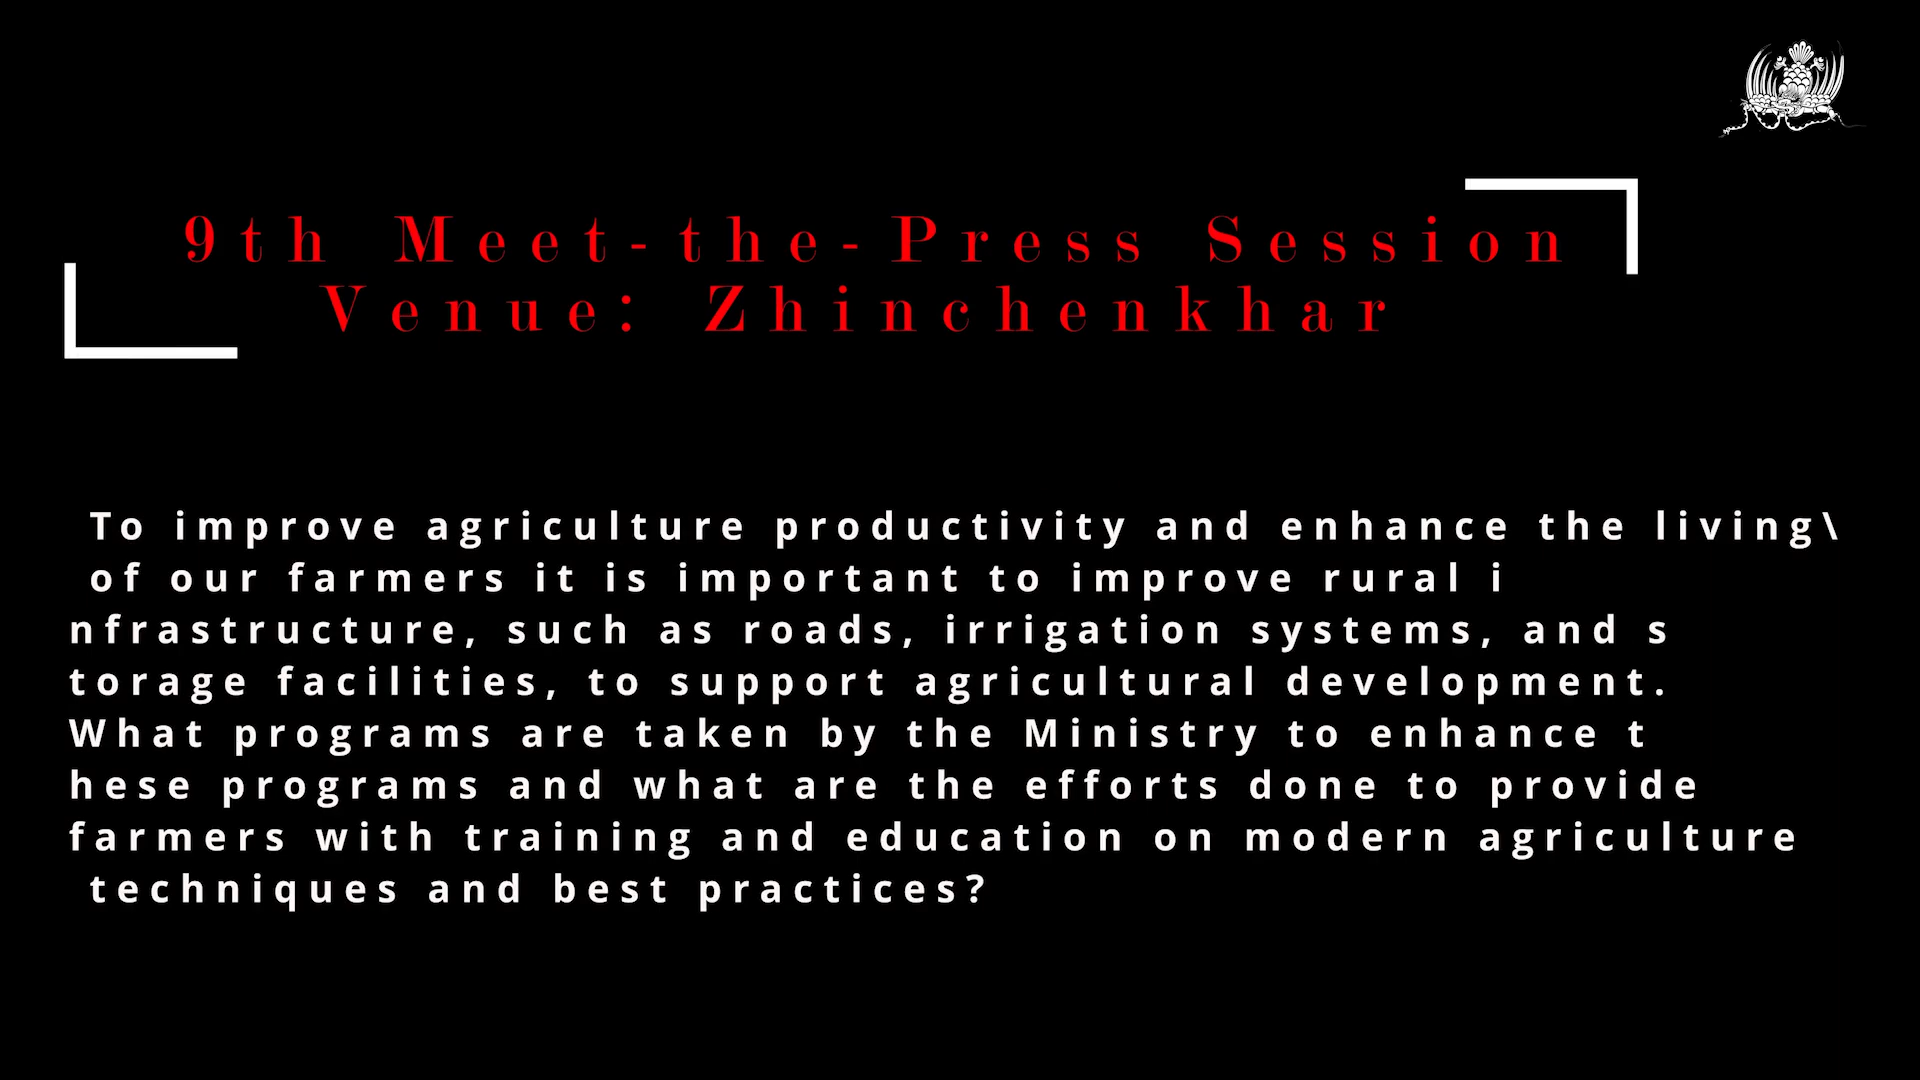 9th Meet-the-Press Session
Venue: Zhinchenkhar
To improve agriculture productivity and enhance the living\
of our farmers it is important to improve rural i
nfrastructure, such as roads, irrigation systems, and s
torage facilities, to support agricultural development.
What programs are taken by the Ministry to enhance t
hese programs and what are the efforts done to provide
farmers with training and education on modern agriculture
techniques and best practices?